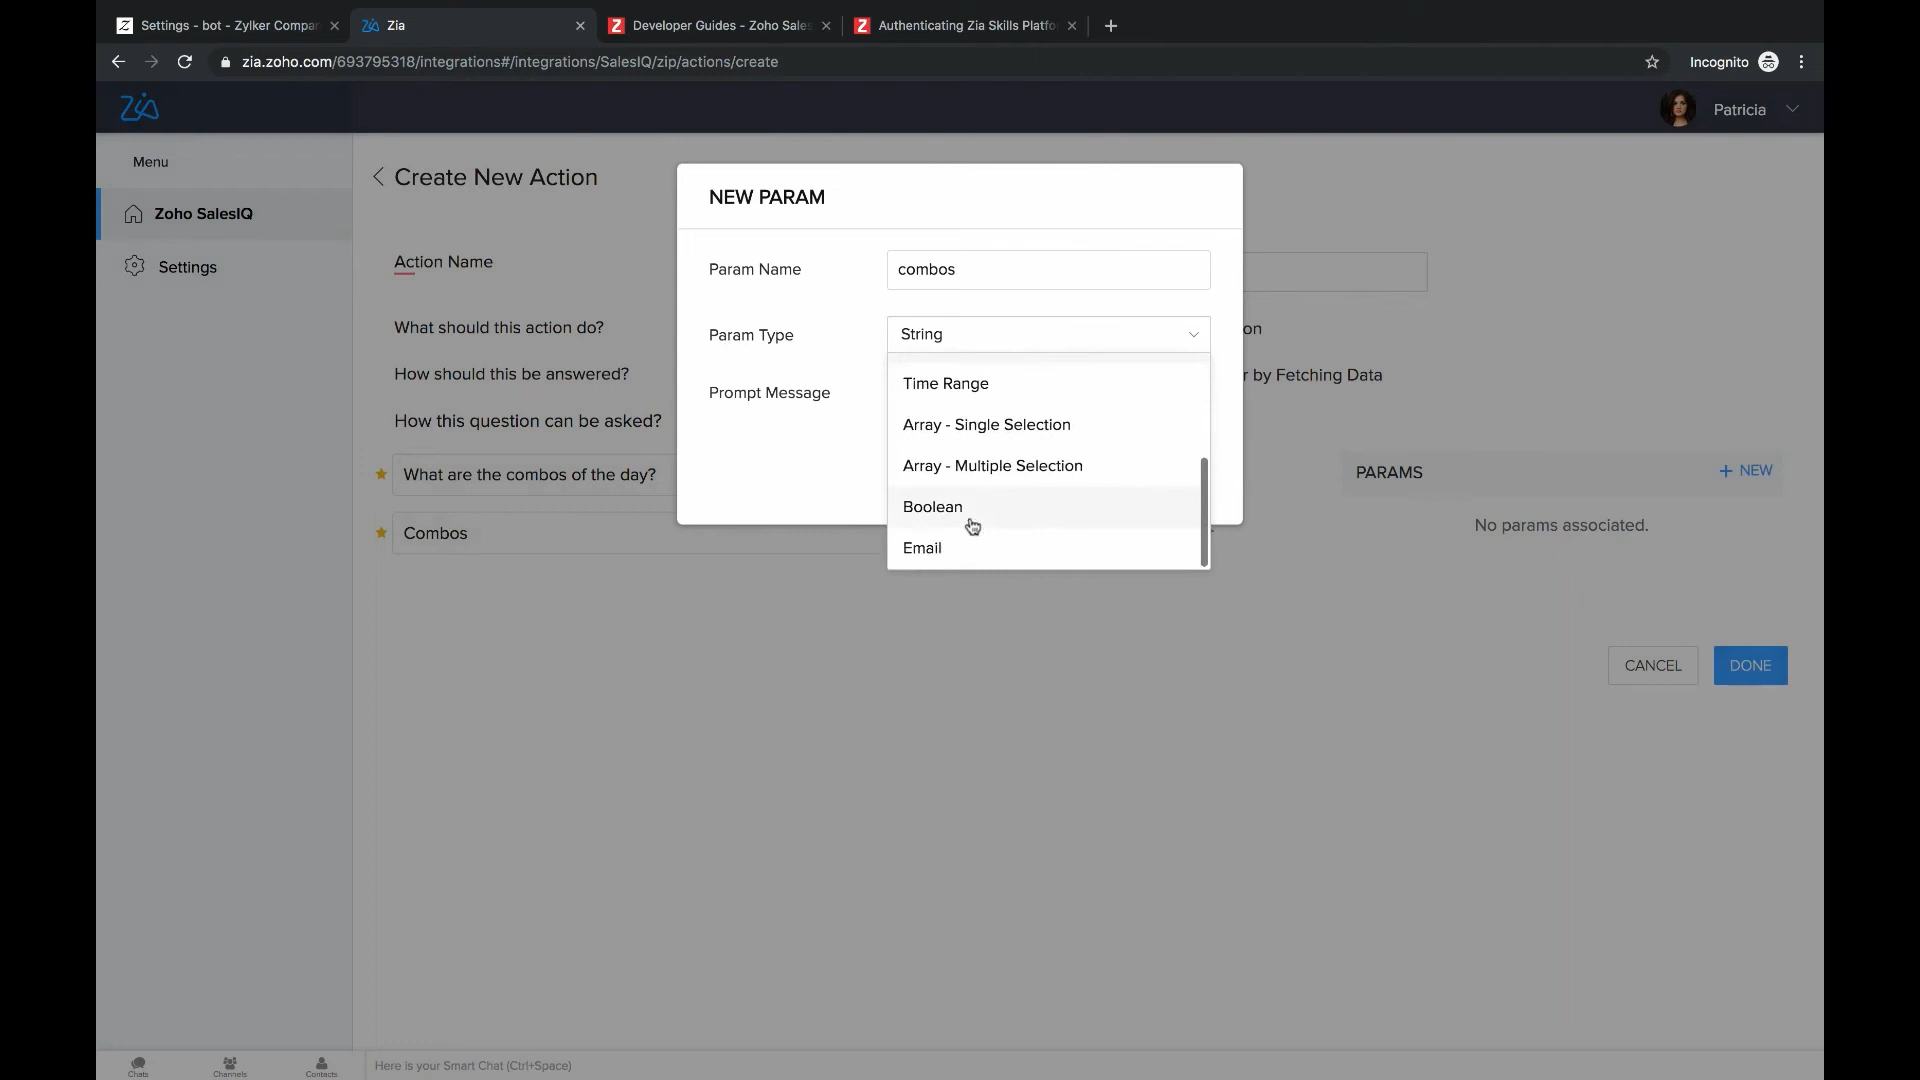 Settings - bot - Zylker Compar
Zia
Developer Guides - Zoho Sales
Authenticating Zia Skills Platfo
zia.zoho.com/693795318/integrations#/integrations/SalesIQ/zip/actions/create
Incognito
Zia
Patricia
Menu
Zoho SalesIQ
Settings
Create New Action
Action Name
What should this action do?
on
How should this be answered?
r by Fetching Data
How this question can be asked?
What are the combos of the day?
Combos
NEW PARAM
Param Name
combos
Param Type
String
Prompt Message
Time Range
Array - Single Selection
Array - Multiple Selection
Boolean
Email
PARAMS
+ NEW
No params associated.
CANCEL
DONE
Chats
Channels
Contacts
Here is your Smart Chat (Ctrl+Space)